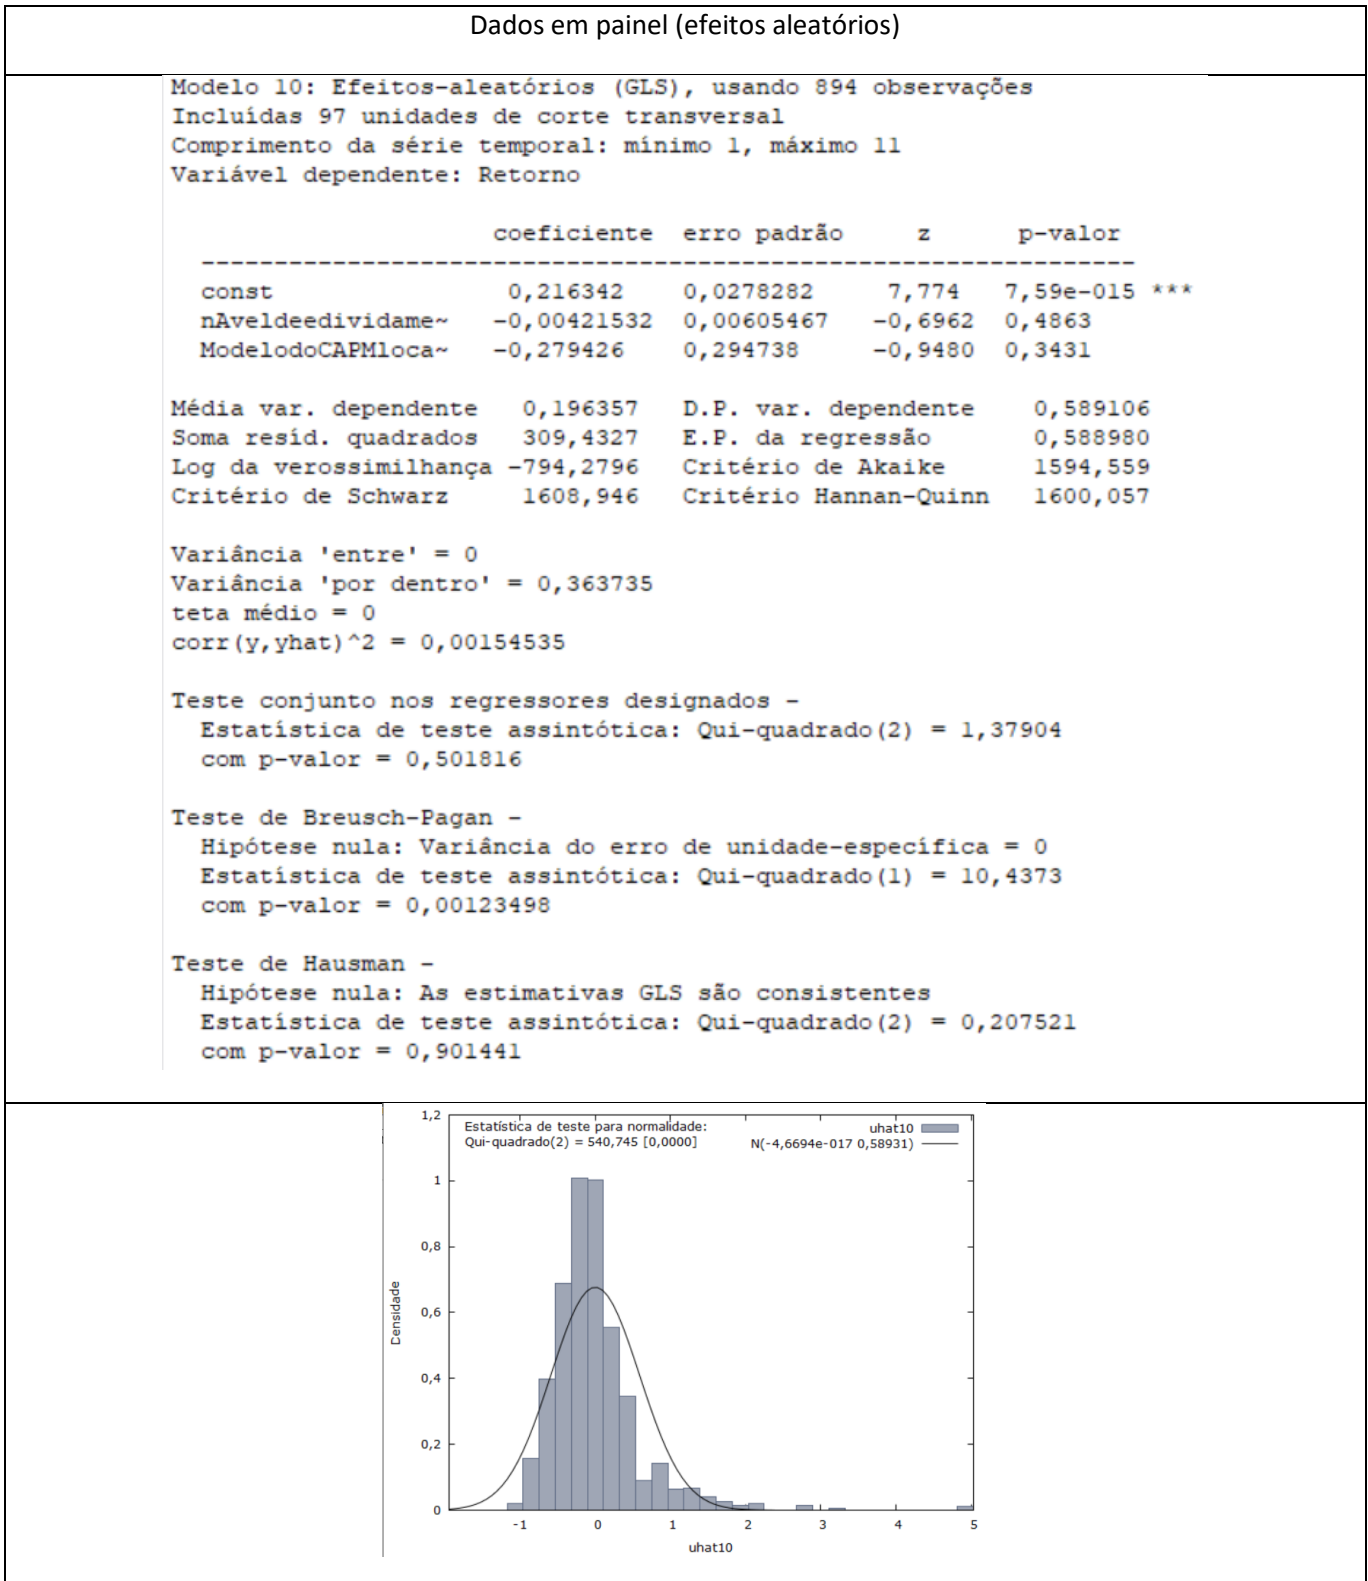 Dados em painel (efeitos aleatórios)
Modelo 10: Efeitos-aleatórios (GLS), usando 894 observações
Incluídas 97 unidades de corte transversal
Comprimento da série temporal: mínimo 1, máximo 11
Variável dependente: Retorno
coeficiente erro padrão z p-valor
-----------------------------------------------------------------
const 0,216342 0,0278282 7,774 7,59e-015 ***
nAveldeedividame~ -0,00421532 0,00605467 -0,6962 0,4863
ModelodoCAPMloca~ -0,279426 0,294738 -0,9480 0,3431
Média var. dependente 0,196357 D.P. var. dependente 0,589106
Soma resíd. quadrados 309,4327 E.P. da regressão 0,588980
Log da verossimilhança -794,2796 Critério de Akaike 1594,559
Critério de Schwarz 1608,946 Critério Hannan-Quinn 1600,057
Variância 'entre' = 0
Variância 'por dentro' = 0,363735
teta médio = 0
corr(y,yhat)^2 = 0,00154535
Teste conjunto nos regressores designados -
Estatística de teste assintótica: Qui-quadrado(2) = 1,37904
com p-valor = 0,501816
Teste de Breusch-Pagan -
Hipótese nula: Variância do erro de unidade-específica = 0
Estatística de teste assintótica: Qui-quadrado(1) = 10,4373
com p-valor = 0,00123498
Teste de Hausman -
Hipótese nula: As estimativas GLS são consistentes
Estatística de teste assintótica: Qui-quadrado(2) = 0,207521
com p-valor = 0,901441
Estatística de teste para normalidade:
Qui-quadrado(2) = 540,745 [0,0000]
uhat10
N(-4,6694e-017 0,58931)
1,2
1
0,8
0,6
0,4
0,2
0
Densidade
-1 0 1 2 3 4 5
uhat10